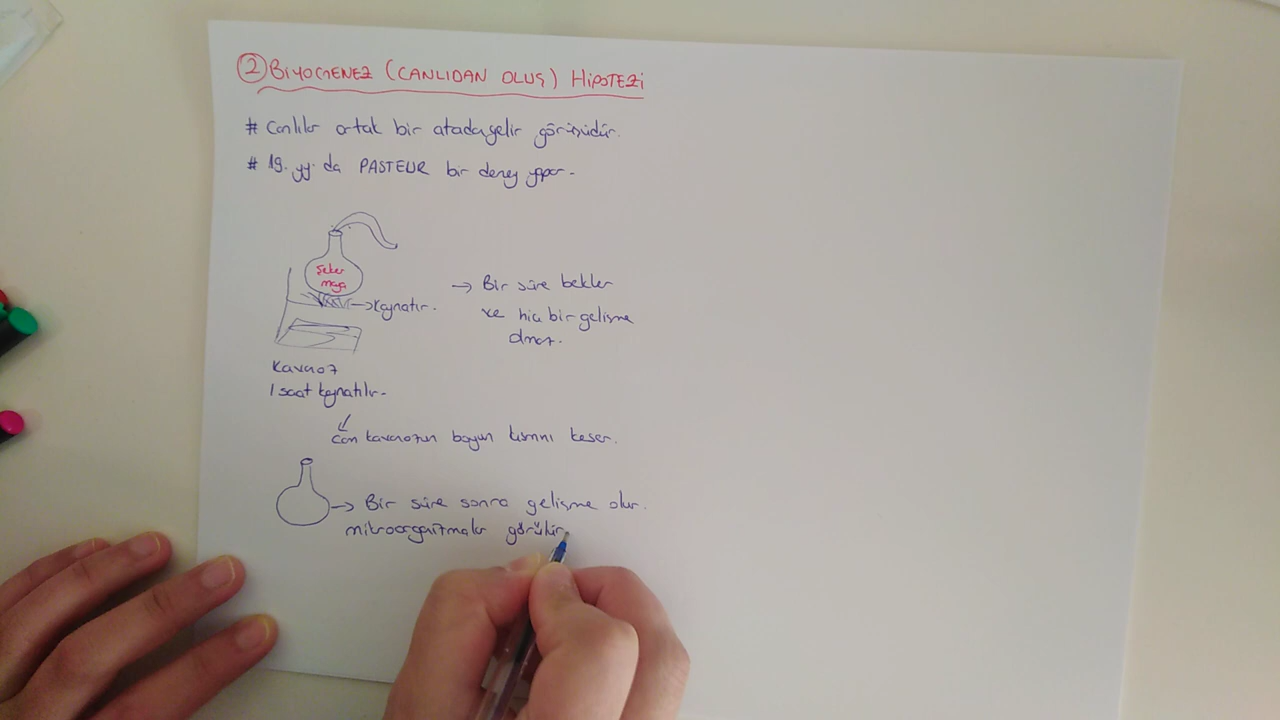 ② BİYOGENEZ (CANLIDAN OLUŞ) HİPOTEZİ
# Canlılar ortak bir atadan gelir görüşüdür.
# 19. yy. da PASTEUR bir deney yapar.
Şeker
maya
→ Kaynatır.
→ Bir süre bekler
ve hiç bir gelişme
olmaz.
Kavanoz
1 saat kaynatılır.
Cam kavanozun boyun kısmını keser.
→ Bir süre sonra gelişme olur.
mikroorganizmalar görülür